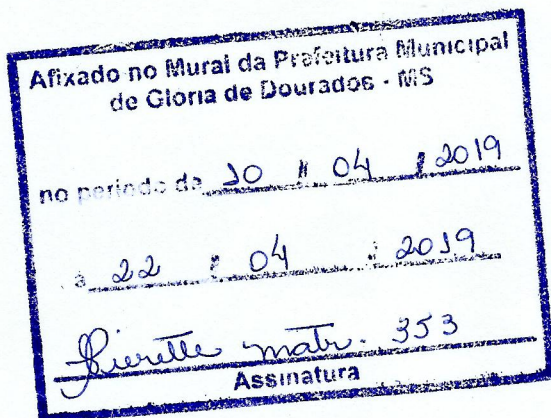 Afixado no Mural da Prefeitura Municipal
de Gloria de Dourados - MS
no periodo de 10 / 04 / 2019
a 22 / 04 / 2019
matr. 353
Assinatura